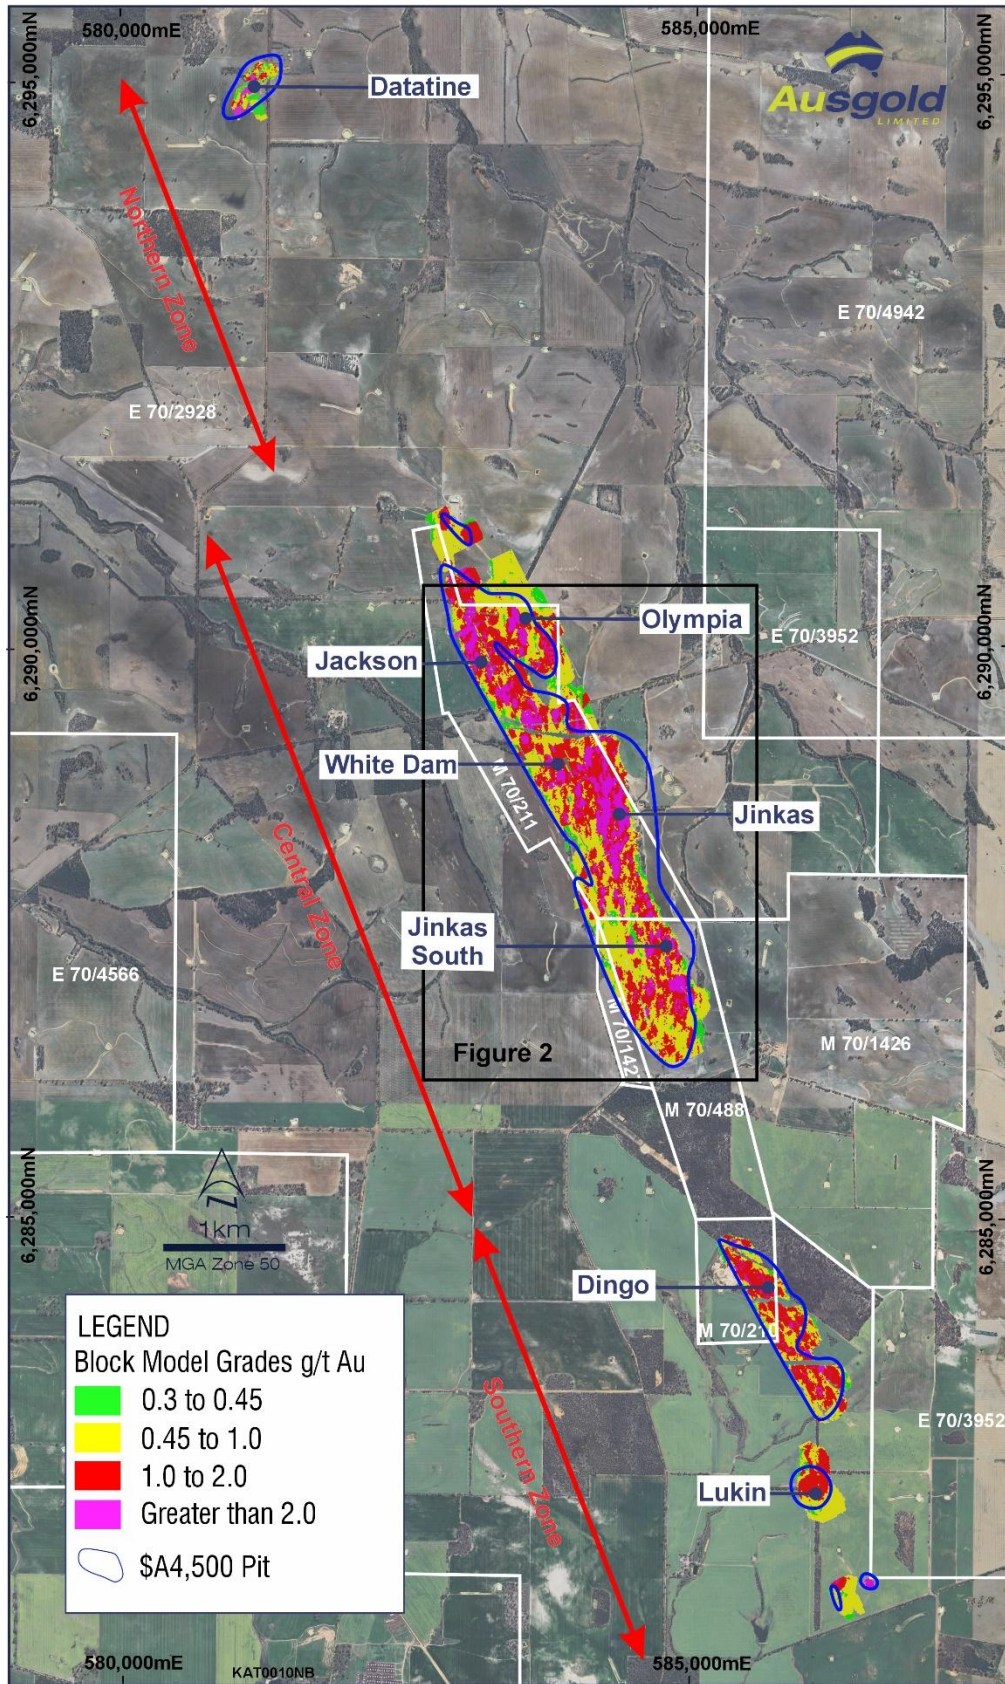 580,000mE
585,000mE
6,295,000mN
6,295,000mN
Ausgold
LIMITED
Datatine
Northern Zone
E 70/4942
E 70/2928
Olympia
E 70/3952
6,290,000mN
6,290,000mN
Jackson
White Dam
M 70/211
Jinkas
Central Zone
Jinkas
South
E 70/4566
M 70/142
Figure 2
M 70/1426
M 70/488
6,285,000mN
6,285,000mN
N
1km
MGA Zone 50
Dingo
M 70/210
Southern Zone
E 70/3952
Lukin
LEGEND
Block Model Grades g/t Au
0.3 to 0.45
0.45 to 1.0
1.0 to 2.0
Greater than 2.0
$A4,500 Pit
580,000mE
KAT0010NB
585,000mE